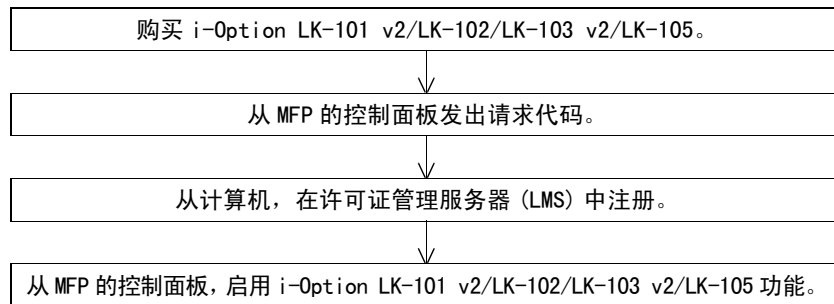 购买 i-Option LK-101 v2/LK-102/LK-103 v2/LK-105。
从 MFP 的控制面板发出请求代码。
从计算机，在许可证管理服务器 (LMS) 中注册。
从 MFP 的控制面板，启用 i-Option LK-101 v2/LK-102/LK-103 v2/LK-105 功能。